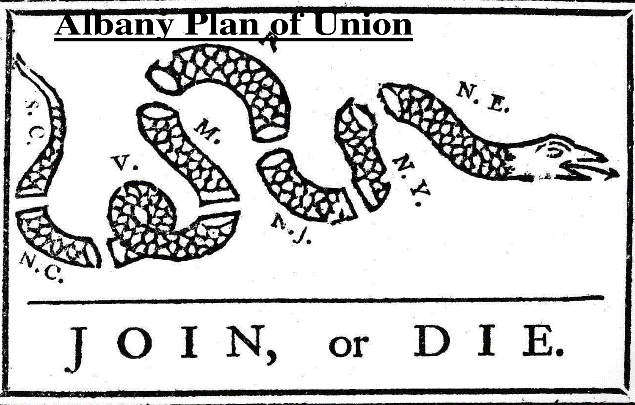 Albany Plan of Union
S. C.
N. C.
V.
M.
N. J.
N. Y.
N. E.
JOIN, or DIE.